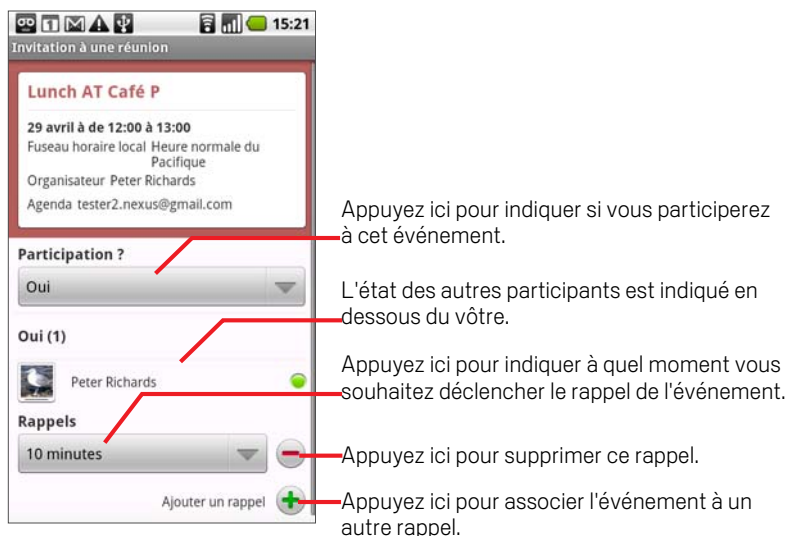 15:21
Invitation à une réunion
Lunch AT Café P
29 avril à de 12:00 à 13:00
Fuseau horaire local Heure normale du
Pacifique
Organisateur Peter Richards
Agenda tester2.nexus@gmail.com
Participation ?
Oui
Oui (1)
Peter Richards
Rappels
10 minutes
Ajouter un rappel
Appuyez ici pour indiquer si vous participerez
à cet événement.
L'état des autres participants est indiqué en
dessous du vôtre.
Appuyez ici pour indiquer à quel moment vous
souhaitez déclencher le rappel de l'événement.
Appuyez ici pour supprimer ce rappel.
Appuyez ici pour associer l'événement à un
autre rappel.